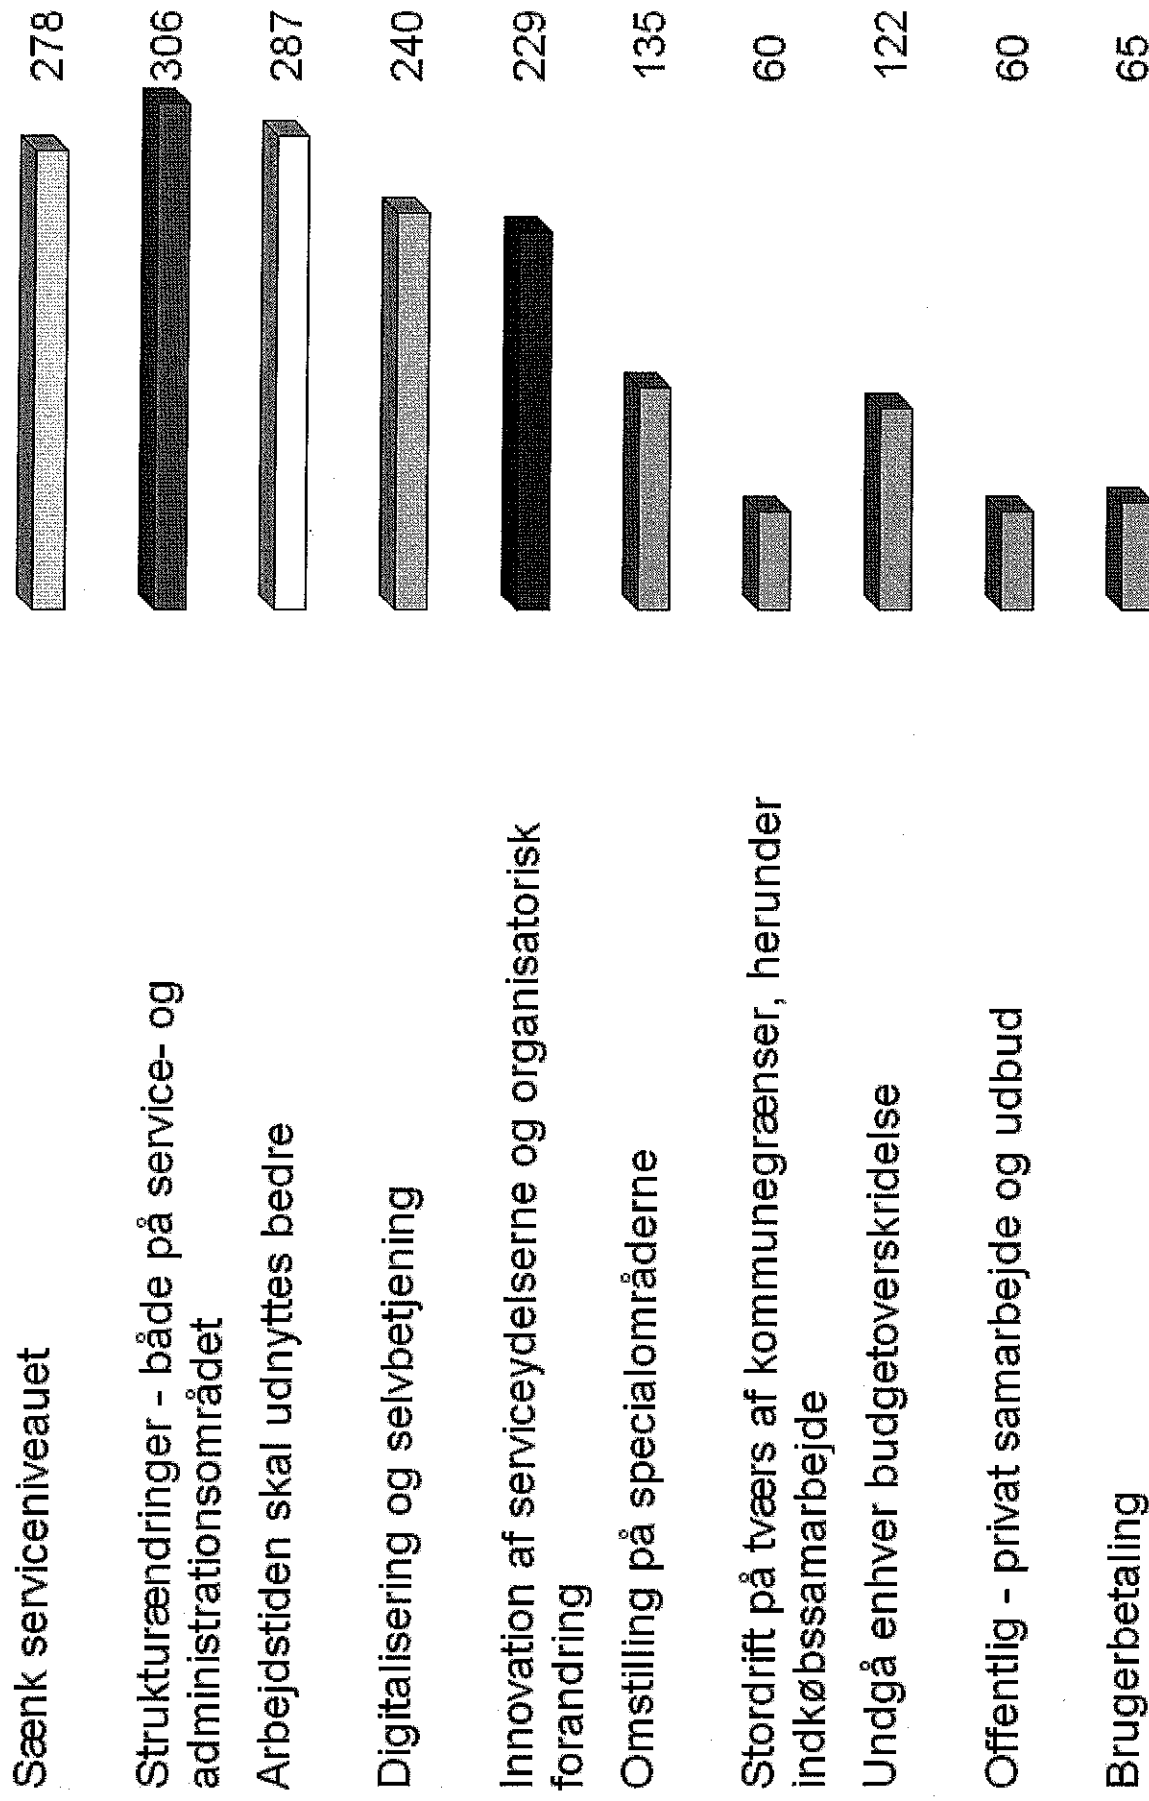 Sænk serviceniveauet 278
Strukturændringer - både på service- og
administrationsområdet 306
Arbejdstiden skal udnyttes bedre 287
Digitalisering og selvbetjening 240
Innovation af serviceydelserne og organisatorisk
forandring 229
Omstilling på specialområderne 135
Stordrift på tværs af kommunegrænser, herunder
indkøbssamarbejde 60
Undgå enhver budgetoverskridelse 122
Offentlig - privat samarbejde og udbud 60
Brugerbetaling 65